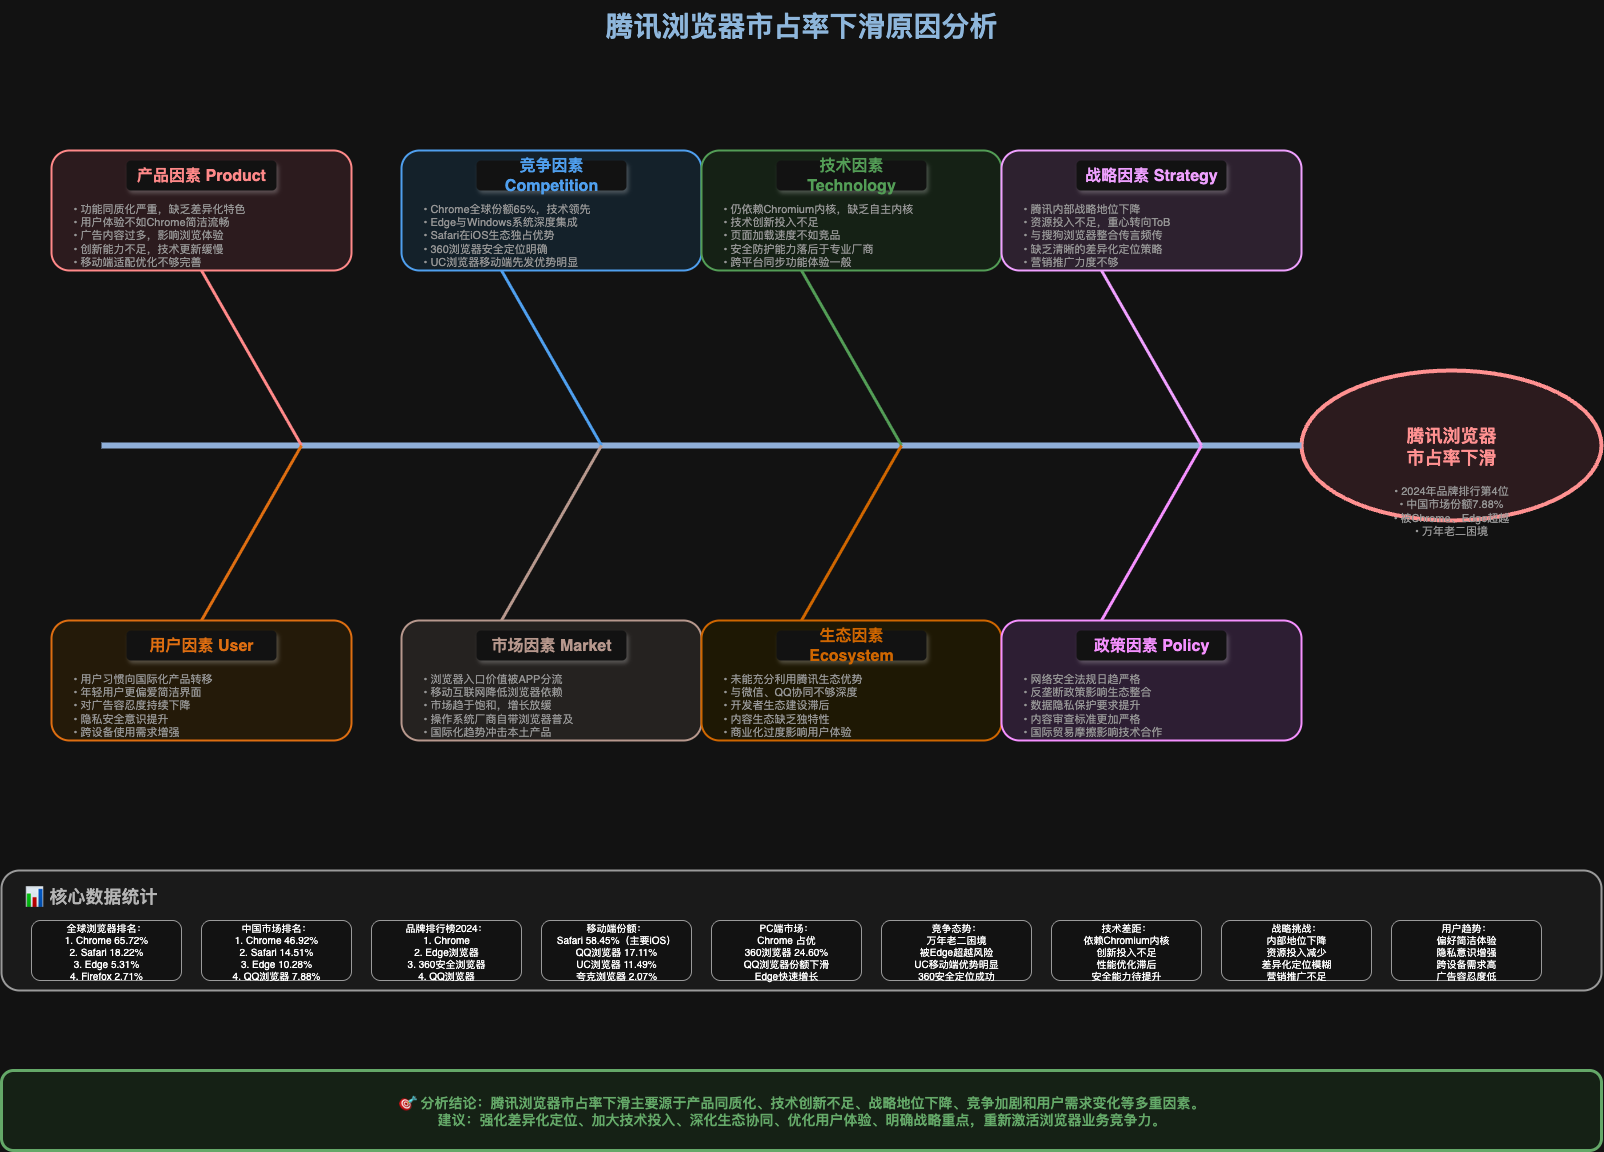 腾讯浏览器市占率下滑原因分析
产品因素 Product
• 功能同质化严重，缺乏差异化特色
• 用户体验不如Chrome简洁流畅
• 广告内容过多，影响浏览体验
• 创新能力不足，技术更新缓慢
• 移动端适配优化不够完善
竞争因素
Competition
• Chrome全球份额65%，技术领先
• Edge与Windows系统深度集成
• Safari在iOS生态独占优势
• 360浏览器安全定位明确
• UC浏览器移动端先发优势明显
技术因素
Technology
• 仍依赖Chromium内核，缺乏自主内核
• 技术创新投入不足
• 页面加载速度不如竞品
• 安全防护能力落后于专业厂商
• 跨平台同步功能体验一般
战略因素 Strategy
• 腾讯内部战略地位下降
• 资源投入不足，重心转向ToB
• 与搜狗浏览器整合传言频传
• 缺乏清晰的差异化定位策略
• 营销推广力度不够
腾讯浏览器
市占率下滑
• 2024年品牌排行第4位
• 中国市场份额7.88%
• 被Chrome、Edge超越
• 万年老二困境
用户因素 User
• 用户习惯向国际化产品转移
• 年轻用户更偏爱简洁界面
• 对广告容忍度持续下降
• 隐私安全意识提升
• 跨设备使用需求增强
市场因素 Market
• 浏览器入口价值被APP分流
• 移动互联网降低浏览器依赖
• 市场趋于饱和，增长放缓
• 操作系统厂商自带浏览器普及
• 国际化趋势冲击本土产品
生态因素
Ecosystem
• 未能充分利用腾讯生态优势
• 与微信、QQ协同不够深度
• 开发者生态建设滞后
• 内容生态缺乏独特性
• 商业化过度影响用户体验
政策因素 Policy
• 网络安全法规日趋严格
• 反垄断政策影响生态整合
• 数据隐私保护要求提升
• 内容审查标准更加严格
• 国际贸易摩擦影响技术合作
📊 核心数据统计
全球浏览器排名：
1. Chrome 65.72%
2. Safari 18.22%
3. Edge 5.31%
4. Firefox 2.71%
中国市场排名：
1. Chrome 46.92%
2. Safari 14.51%
3. Edge 10.28%
4. QQ浏览器 7.88%
品牌排行榜2024：
1. Chrome
2. Edge浏览器
3. 360安全浏览器
4. QQ浏览器
移动端份额：
Safari 58.45%（主要iOS）
QQ浏览器 17.11%
UC浏览器 11.49%
夸克浏览器 2.07%
PC端市场：
Chrome 占优
360浏览器 24.60%
QQ浏览器份额下滑
Edge快速增长
竞争态势：
万年老二困境
被Edge超越风险
UC移动端优势明显
360安全定位成功
技术差距：
依赖Chromium内核
创新投入不足
性能优化滞后
安全能力待提升
战略挑战：
内部地位下降
资源投入减少
差异化定位模糊
营销推广不足
用户趋势：
偏好简洁体验
隐私意识增强
跨设备需求高
广告容忍度低
🎯 分析结论：腾讯浏览器市占率下滑主要源于产品同质化、技术创新不足、战略地位下降、竞争加剧和用户需求变化等多重因素。
建议：强化差异化定位、加大技术投入、深化生态协同、优化用户体验、明确战略重点，重新激活浏览器业务竞争力。